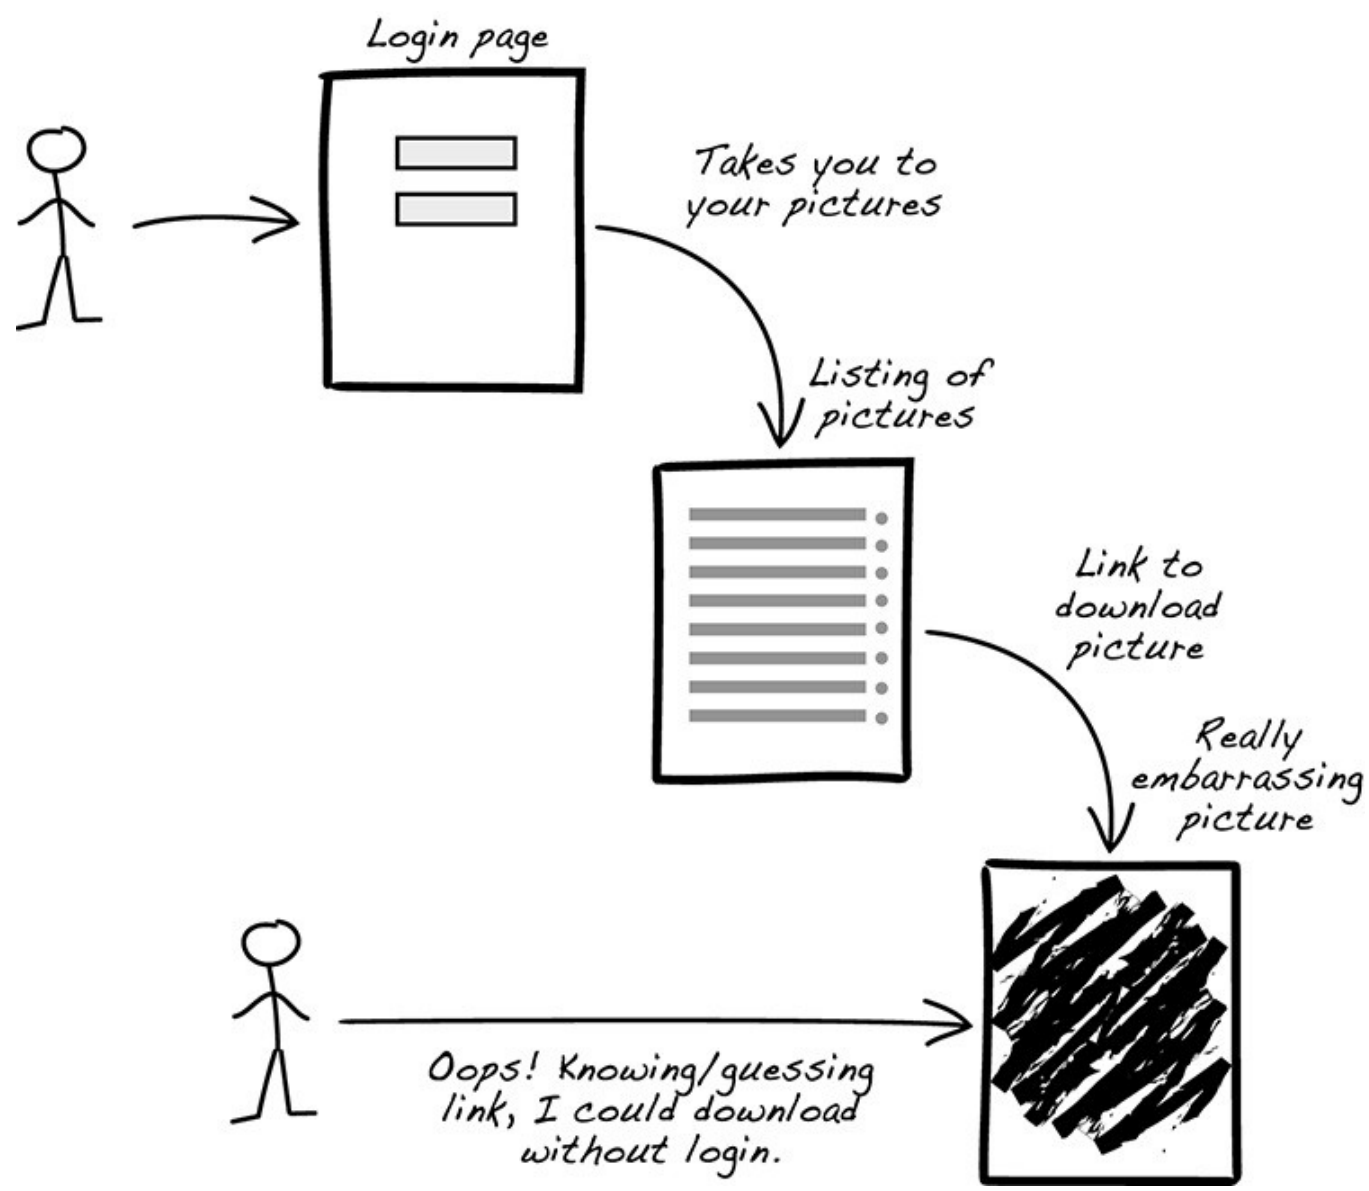 Login page
Takes you to
your pictures
Listing of
pictures
Link to
download
picture
Really
embarrassing
picture
Oops! Knowing/guessing
link, I could download
without login.